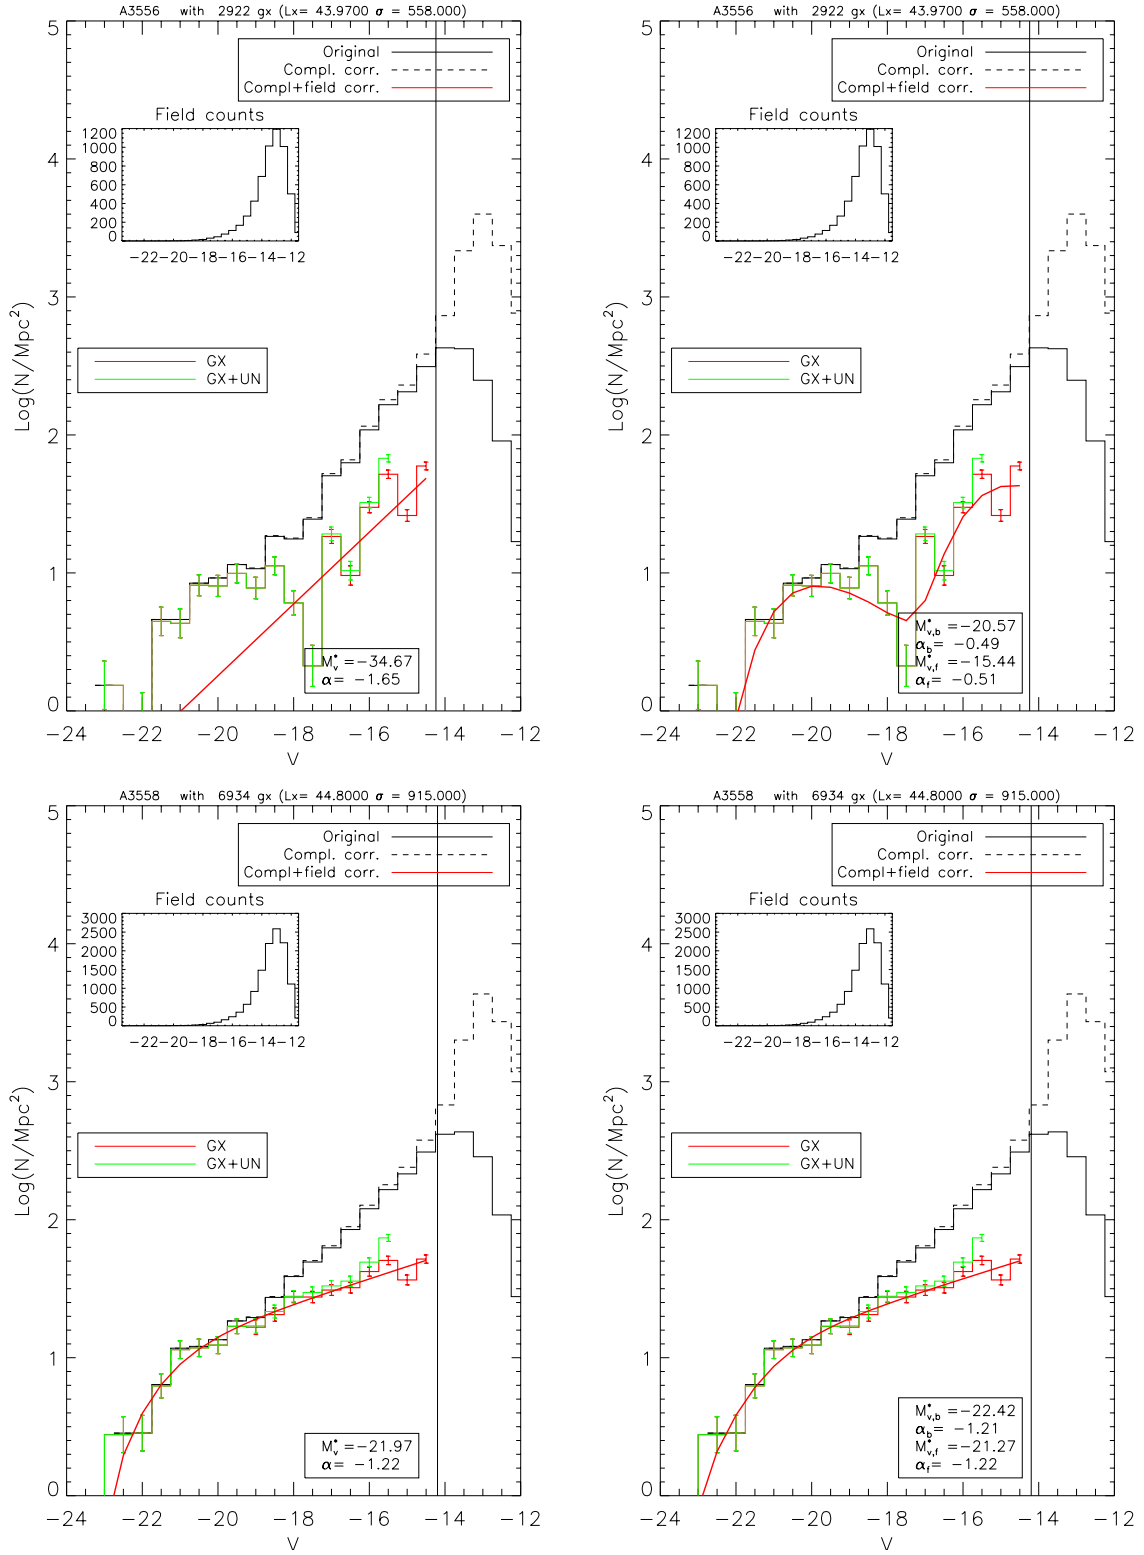 A3556 with 2922 gx (Lx= 43.9700 σ = 558.000)
Original
Compl. corr.
Compl+field corr.
Field counts
1200
1000
800
600
400
200
0
-22-20-18-16-14-12
GX
GX+UN
M*v =-34.67
α= -1.65
5
4
3
2
1
0
Log(N/Mpc²)
-24 -22 -20 -18 -16 -14 -12
V
A3556 with 2922 gx (Lx= 43.9700 σ = 558.000)
Original
Compl. corr.
Compl+field corr.
Field counts
1200
1000
800
600
400
200
0
-22-20-18-16-14-12
GX
GX+UN
M*v,b =-20.57
αb= -0.49
M*v,f =-15.44
αf= -0.51
5
4
3
2
1
0
Log(N/Mpc²)
-24 -22 -20 -18 -16 -14 -12
V
A3558 with 6934 gx (Lx= 44.8000 σ = 915.000)
Original
Compl. corr.
Compl+field corr.
Field counts
3000
2500
2000
1500
1000
500
0
-22-20-18-16-14-12
GX
GX+UN
M*v =-21.97
α= -1.22
5
4
3
2
1
0
Log(N/Mpc²)
-24 -22 -20 -18 -16 -14 -12
V
A3558 with 6934 gx (Lx= 44.8000 σ = 915.000)
Original
Compl. corr.
Compl+field corr.
Field counts
3000
2500
2000
1500
1000
500
0
-22-20-18-16-14-12
GX
GX+UN
M*v,b =-22.42
αb= -1.21
M*v,f =-21.27
αf= -1.22
5
4
3
2
1
0
Log(N/Mpc²)
-24 -22 -20 -18 -16 -14 -12
V